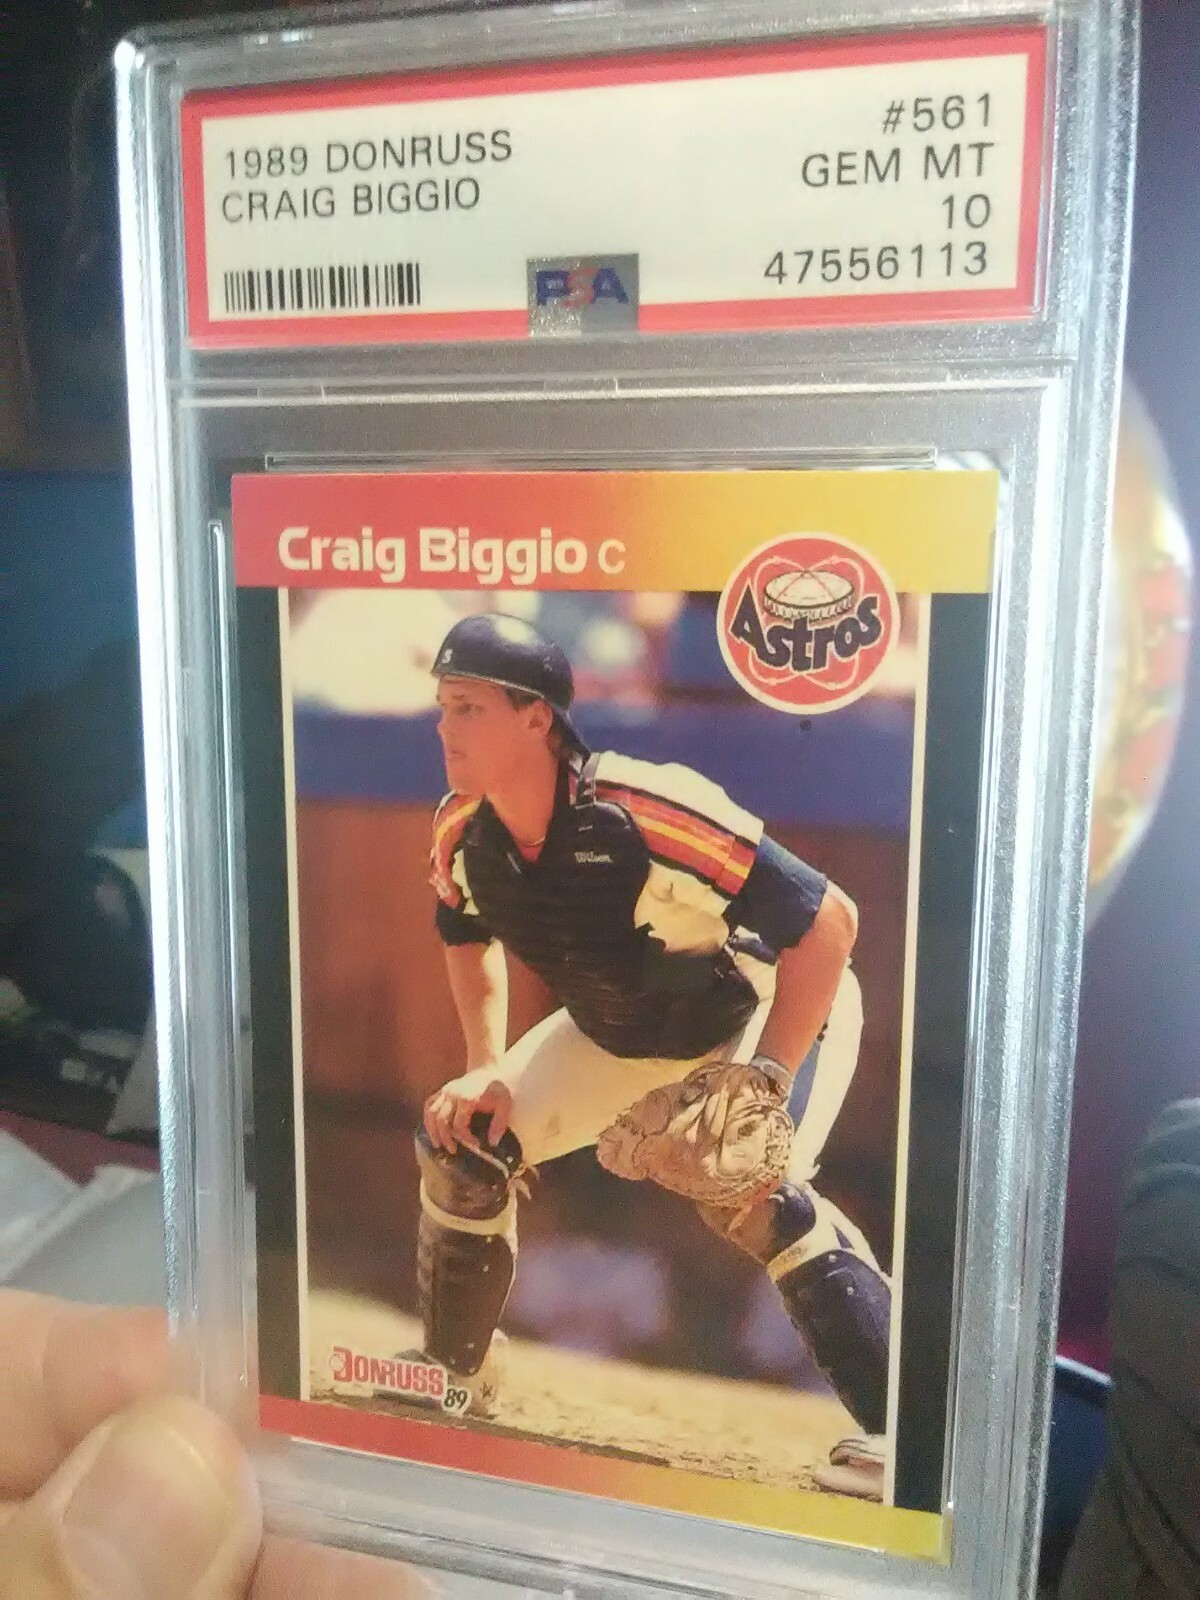 1989 DONRUSS
CRAIG BIGGIO
#561
GEM MT
10
47556113
PSA
Craig Biggio C
Astros
S
Wilson
DONRUSS 89